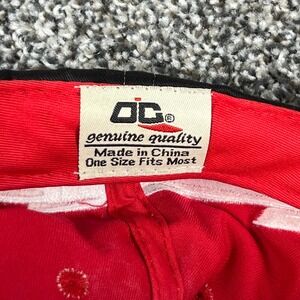 OC®
genuine quality
Made in China
One Size Fits Most